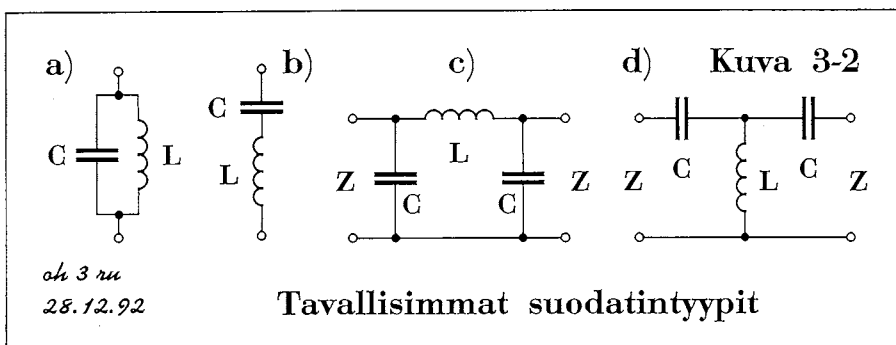 a) b) c) d) Kuva 3-2
C L
C L
L
Z C C Z
C C
Z L Z
oh 3 ru
28.12.92
Tavallisimmat suodatintyypit